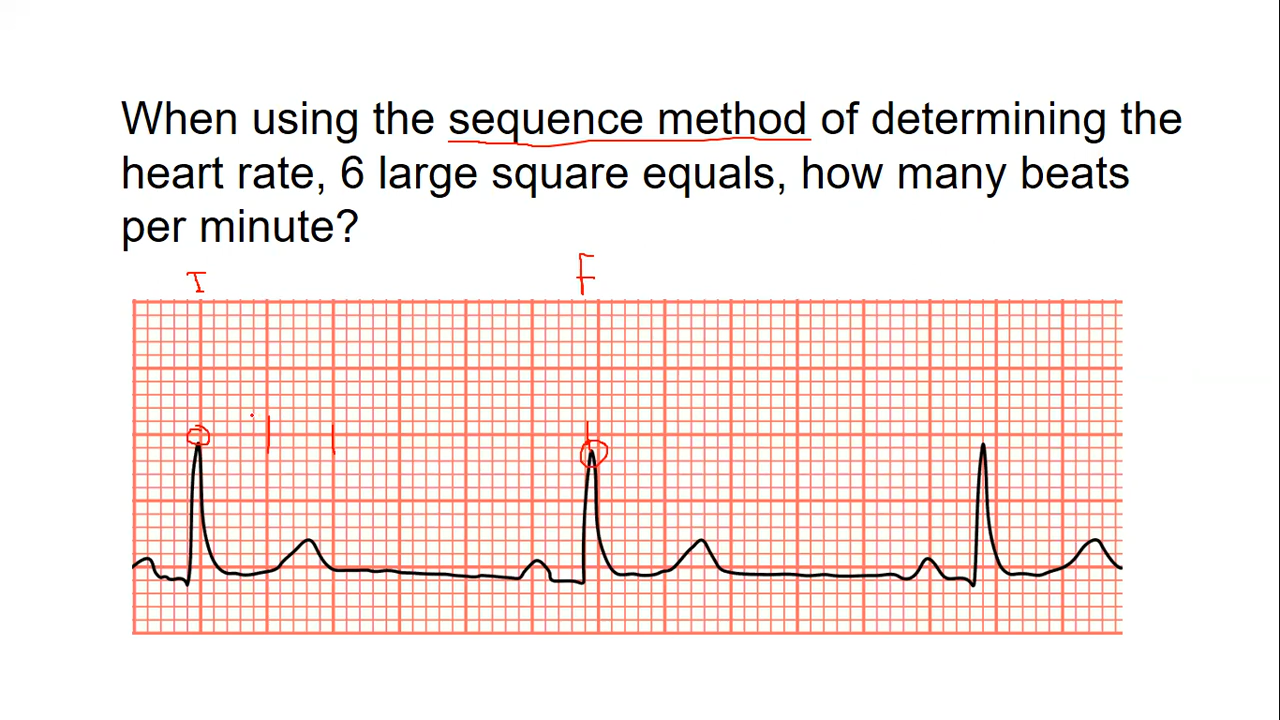 When using the sequence method of determining the
heart rate, 6 large square equals, how many beats
per minute?
I F